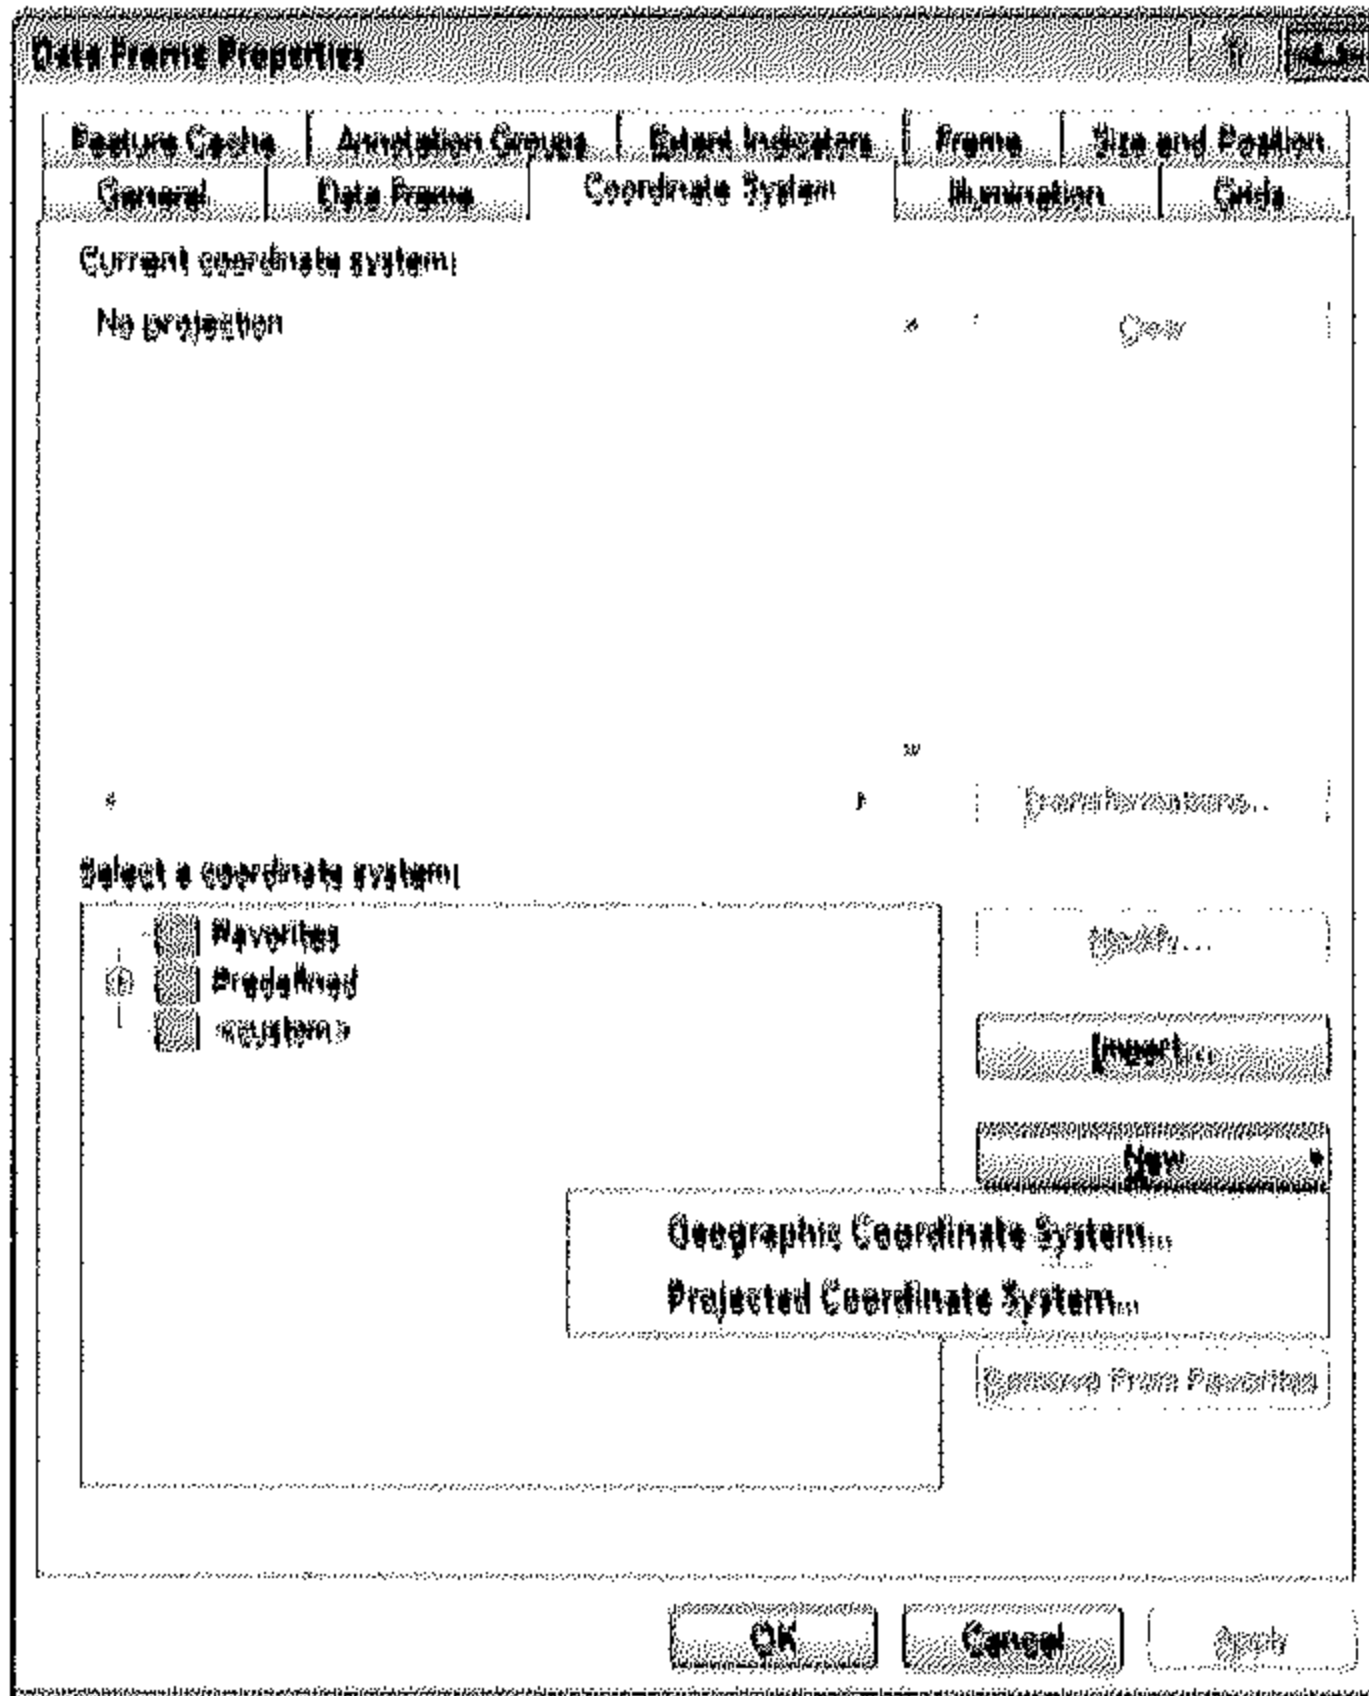 Data Frame Properties
Feature Cache Annotation Groups Extent Indicators Frame Size and Position
General Data Frame Coordinate System Illumination Grids
Current coordinate system:
No projection
Clear
Transformations...
Select a coordinate system:
Favorites
Modify...
Predefined
<custom>
Import...
New
Geographic Coordinate System...
Projected Coordinate System...
Remove From Favorites
OK Cancel Apply